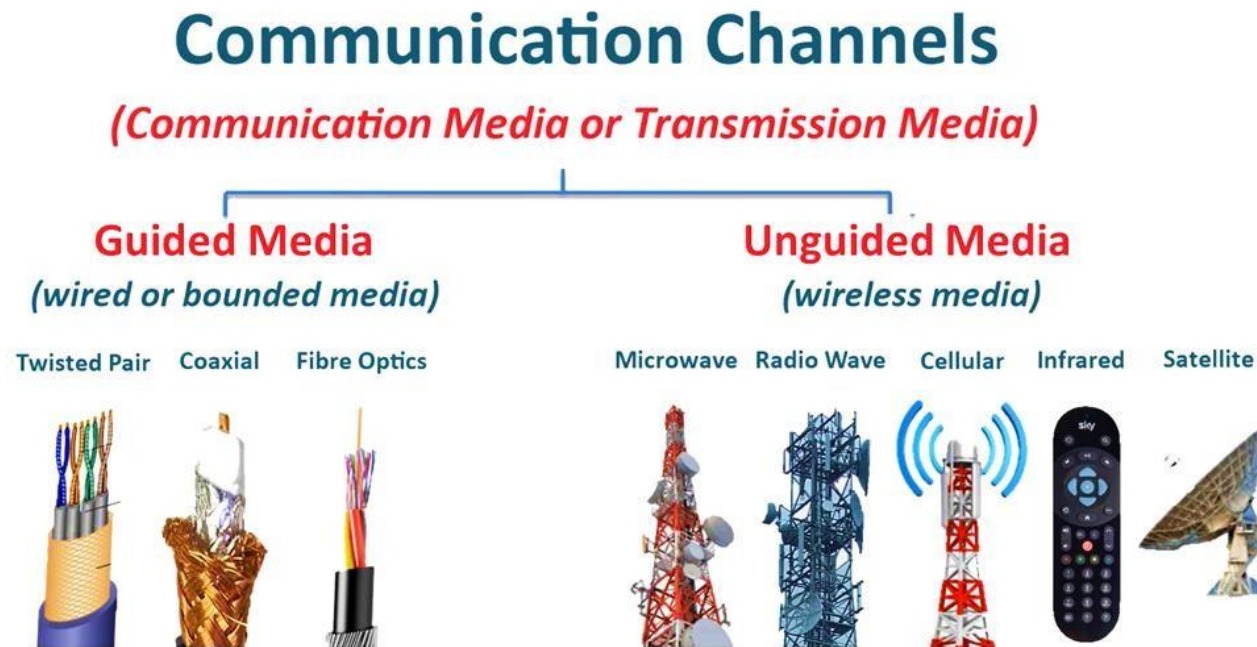 Communication Channels
(Communication Media or Transmission Media)
Guided Media
(wired or bounded media)
Unguided Media
(wireless media)
Twisted Pair
Coaxial
Fibre Optics
Microwave
Radio Wave
Cellular
Infrared
Satellite
sky